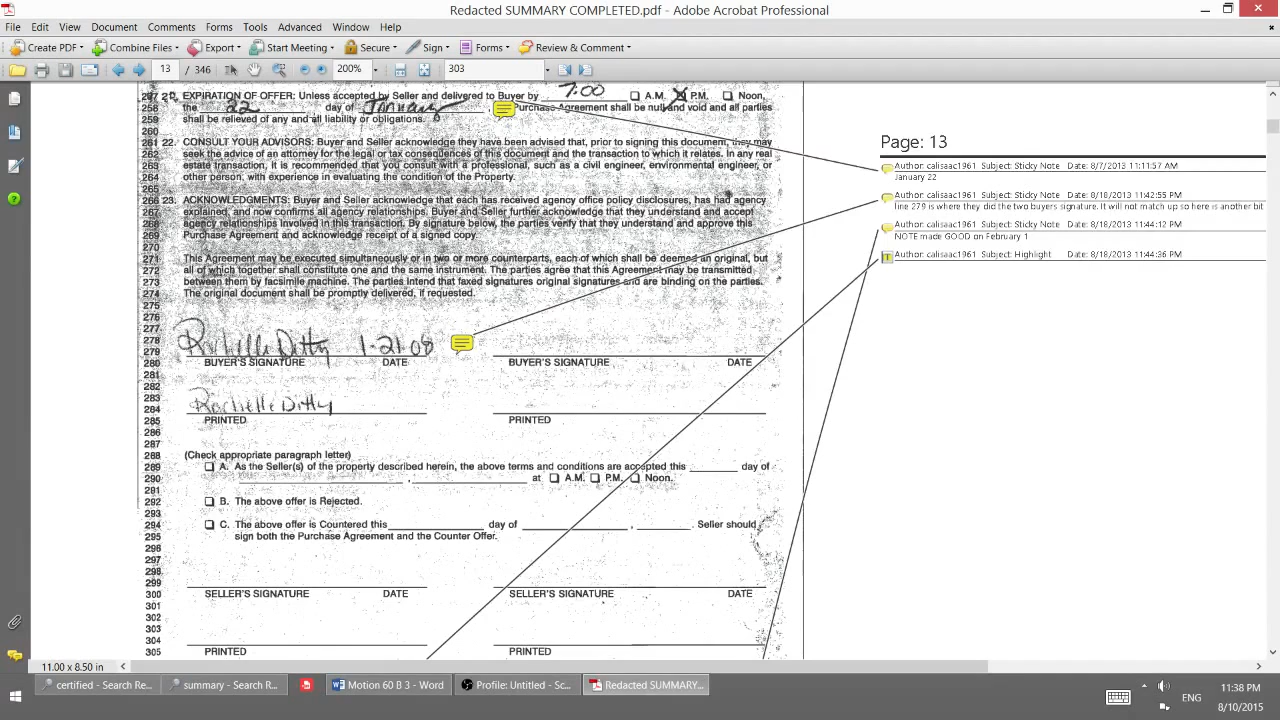 Redacted SUMMARY COMPLETED.pdf - Adobe Acrobat Professional
File Edit View Document Comments Forms Tools Advanced Window Help
Create PDF Combine Files Export Start Meeting Secure Sign Forms Review & Comment
13 / 346 200% 303
257 21. EXPIRATION OF OFFER: Unless accepted by Seller and delivered to Buyer by 7:00 A.M. P.M. Noon,
258 the 22 day of January , Purchase Agreement shall be null and void and all parties
259 shall be relieved of any and all liability or obligations.
260
261 22. CONSULT YOUR ADVISORS: Buyer and Seller acknowledge they have been advised that, prior to signing this document, they may
262 seek the advice of an attorney for the legal or tax consequences of this document and the transaction to which it relates. In any real
263 estate transaction, it is recommended that you consult with a professional, such as a civil engineer, environmental engineer, or
264 other person, with experience in evaluating the condition of the Property.
265
266 23. ACKNOWLEDGMENTS: Buyer and Seller acknowledge that each has received agency office policy disclosures, has had agency
267 explained, and now confirms all agency relationships. Buyer and Seller further acknowledge that they understand and accept
268 agency relationships involved in this transaction. By signature below, the parties verify that they understand and approve this
269 Purchase Agreement and acknowledge receipt of a signed copy.
270
271 This Agreement may be executed simultaneously or in two or more counterparts, each of which shall be deemed an original, but
272 all of which together shall constitute one and the same instrument. The parties agree that this Agreement may be transmitted
273 between them by facsimile machine. The parties intend that faxed signatures original signatures and are binding on the parties.
274 The original document shall be promptly delivered, if requested.
275
276
277
278
279 Rochelle Ditty 1-21-08
280 BUYER'S SIGNATURE DATE BUYER'S SIGNATURE DATE
281
282
283
284 Rochelle Ditty
285 PRINTED PRINTED
286
287
288 (Check appropriate paragraph letter)
289 A. As the Seller(s) of the property described herein, the above terms and conditions are accepted this day of
290 , at A.M. P.M. Noon.
291
292 B. The above offer is Rejected.
293
294 C. The above offer is Countered this day of , . Seller should
295 sign both the Purchase Agreement and the Counter Offer.
296
297
298
299
300 SELLER'S SIGNATURE DATE SELLER'S SIGNATURE DATE
301
302
303
304
305 PRINTED PRINTED
Page: 13
Author: calisaac1961 Subject: Sticky Note Date: 8/7/2013 11:11:57 AM
January 22
Author: calisaac1961 Subject: Sticky Note Date: 8/18/2013 11:42:55 PM
line 279 is where they did the two buyers signature. It will not match up so here is another bit
Author: calisaac1961 Subject: Sticky Note Date: 8/18/2013 11:44:12 PM
NOTE made GOOD on February 1
Author: calisaac1961 Subject: Highlight Date: 8/18/2013 11:44:36 PM
11.00 x 8.50 in
certified - Search Re... summary - Search R... Motion 60 B 3 - Word Profile: Untitled - Sc... Redacted SUMMARY... ENG 11:38 PM
8/10/2015